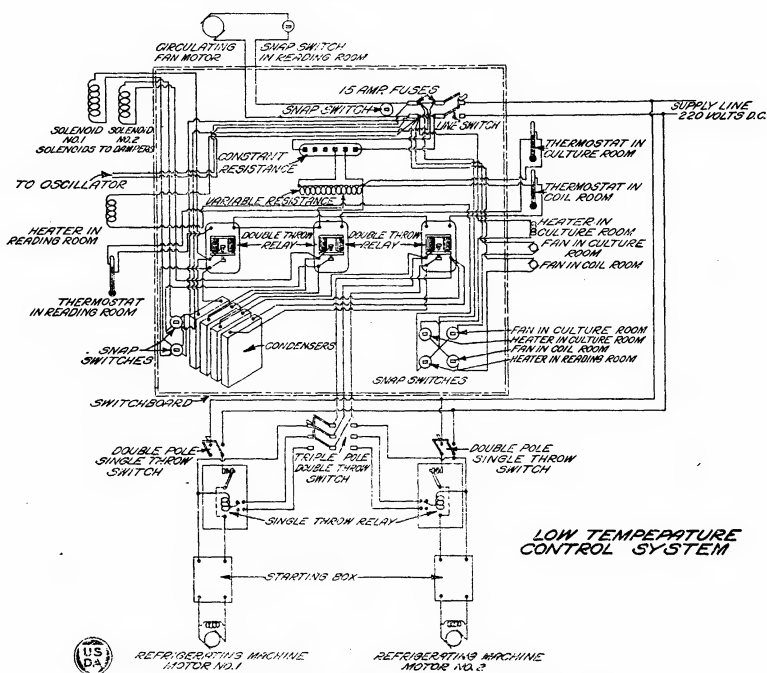 CIRCULATING
FAN MOTOR
SNAP SWITCH
IN READING ROOM
15 AMP. FUSES
SNAP SWITCH
LINE SWITCH
SUPPLY LINE
220 VOLTS D.C.
SOLENOID
NO.1
SOLENOID
NO.2
SOLENOIDS TO DAMPERS
CONSTANT
RESISTANCE
THERMOSTAT IN
CULTURE ROOM
TO OSCILLATOR
VARIABLE RESISTANCE
THERMOSTAT IN
COIL ROOM
HEATER IN
READING ROOM
DOUBLE THROW
RELAY
DOUBLE THROW
RELAY
HEATER IN
CULTURE ROOM
FAN IN CULTURE
ROOM
FAN IN COIL ROOM
THERMOSTAT
IN READING ROOM
SNAP
SWITCHES
CONDENSERS
FAN IN CULTURE ROOM
HEATER IN CULTURE ROOM
FAN IN COIL ROOM
HEATER IN READING ROOM
SNAP SWITCHES
SWITCHBOARD
DOUBLE POLE
SINGLE THROW
SWITCH
TRIPLE POLE
DOUBLE THROW
SWITCH
DOUBLE POLE
SINGLE THROW
SWITCH
SINGLE THROW RELAY
LOW TEMPEPATURE
CONTROL SYSTEM
STARTING BOX
US
DA
REFRIGERATING MACHINE
MOTOR NO.1
REFRIGERATING MACHINE
MOTOR NO.2